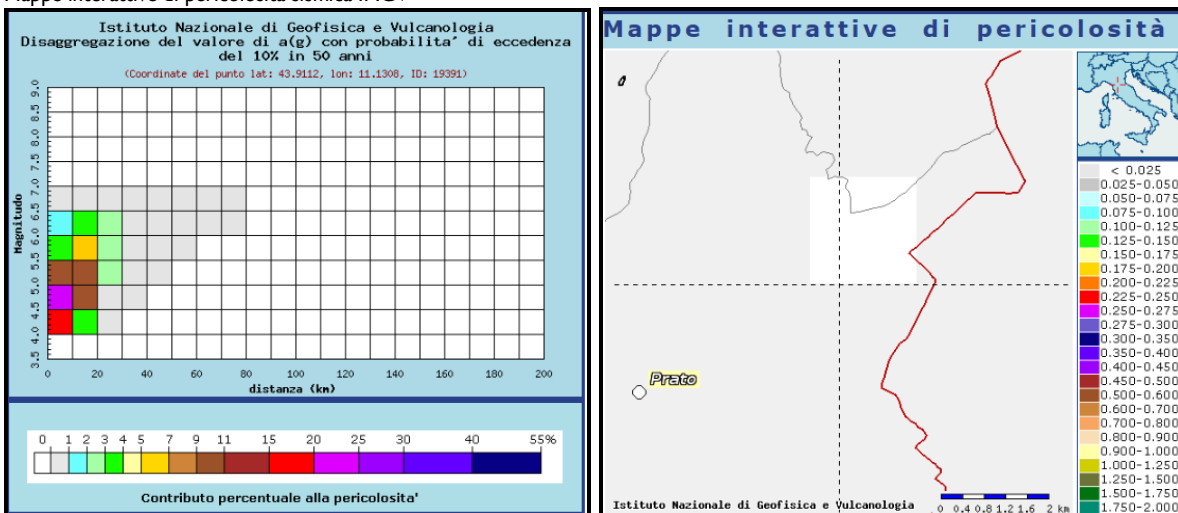 Istituto Nazionale di Geofisica e Vulcanologia
Disaggregazione del valore di a(g) con probabilita' di eccedenza
del 10% in 50 anni
(Coordinate del punto lat: 43.9112, lon: 11.1308, ID: 19391)
Magnitudo
9.0
8.5
8.0
7.5
7.0
6.5
6.0
5.5
5.0
4.5
4.0
3.5
0 20 40 60 80 100 120 140 160 180 200
distanza (km)
0 1 2 3 4 5 7 9 11 15 20 25 30 40 55%
Contributo percentuale alla pericolosita'
Mappe interattive di pericolosità
Prato
Istituto Nazionale di Geofisica e Vulcanologia
0 0.4 0.8 1.2 1.6 2 km
< 0.025
0.025-0.050
0.050-0.075
0.075-0.100
0.100-0.125
0.125-0.150
0.150-0.175
0.175-0.200
0.200-0.225
0.225-0.250
0.250-0.275
0.275-0.300
0.300-0.350
0.350-0.400
0.400-0.450
0.450-0.500
0.500-0.600
0.600-0.700
0.700-0.800
0.800-0.900
0.900-1.000
1.000-1.250
1.250-1.500
1.500-1.750
1.750-2.000